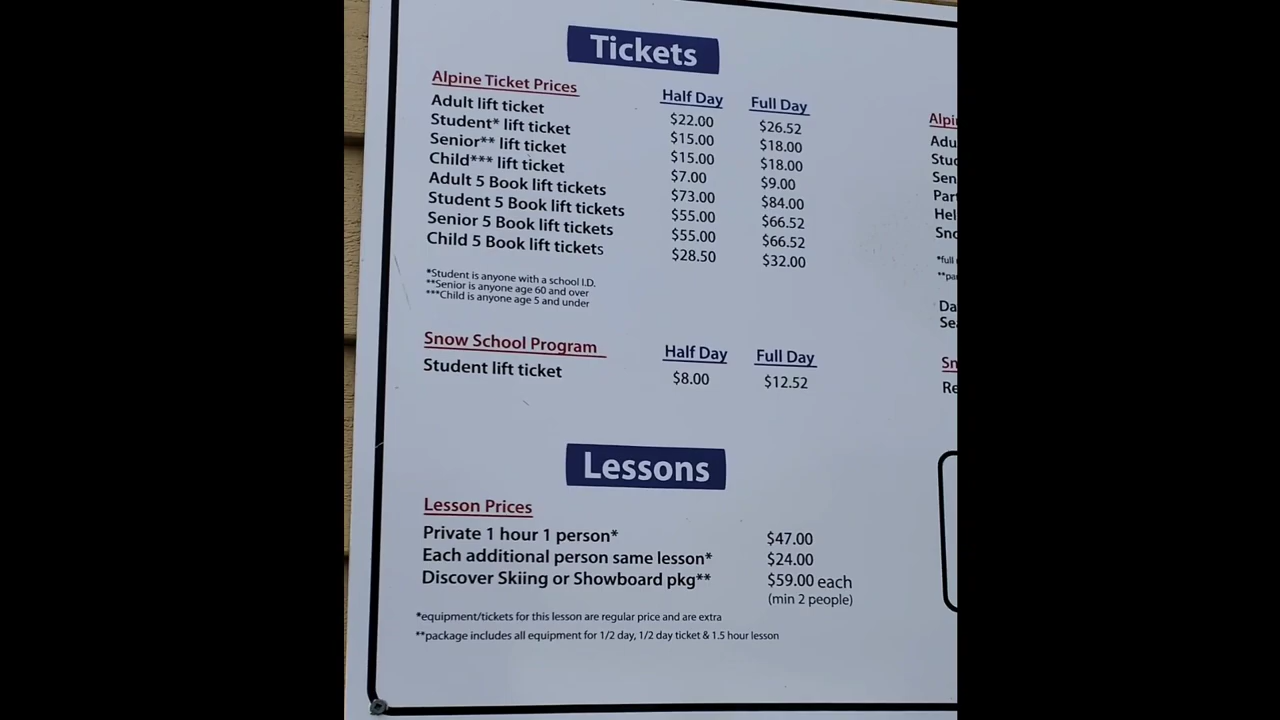 Tickets
Alpine Ticket Prices Half Day Full Day
Adult lift ticket $22.00 $26.52
Student* lift ticket $15.00 $18.00
Senior** lift ticket $15.00 $18.00
Child*** lift ticket $7.00 $9.00
Adult 5 Book lift tickets $73.00 $84.00
Student 5 Book lift tickets $55.00 $66.52
Senior 5 Book lift tickets $55.00 $66.52
Child 5 Book lift tickets $28.50 $32.00
*Student is anyone with a school I.D.
**Senior is anyone age 60 and over
***Child is anyone age 5 and under
Snow School Program Half Day Full Day
Student lift ticket $8.00 $12.52
Lessons
Lesson Prices
Private 1 hour 1 person* $47.00
Each additional person same lesson* $24.00
Discover Skiing or Showboard pkg** $59.00 each
(min 2 people)
*equipment/tickets for this lesson are regular price and are extra
**package includes all equipment for 1/2 day, 1/2 day ticket & 1.5 hour lesson